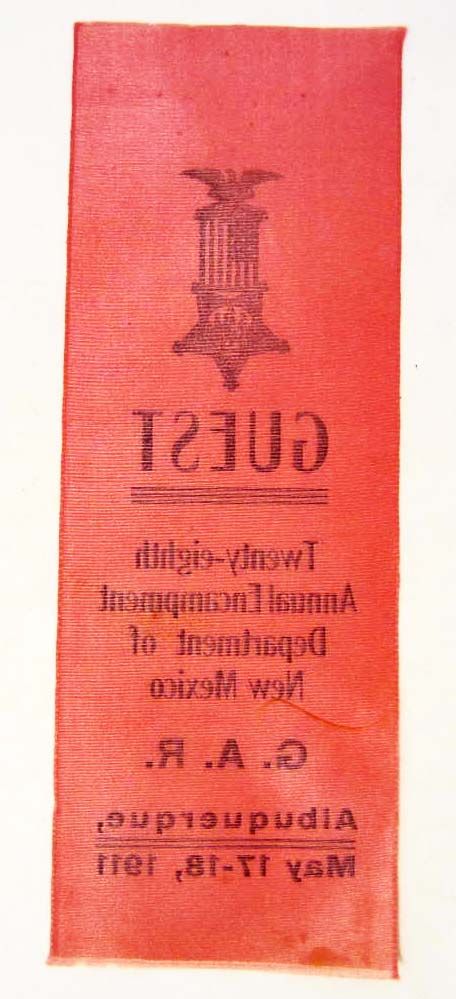 GUEST
Twenty-eighth
Annual Encampment
Department of
New Mexico
G. A. R.
Albuquerque,
May 17-18, 1911